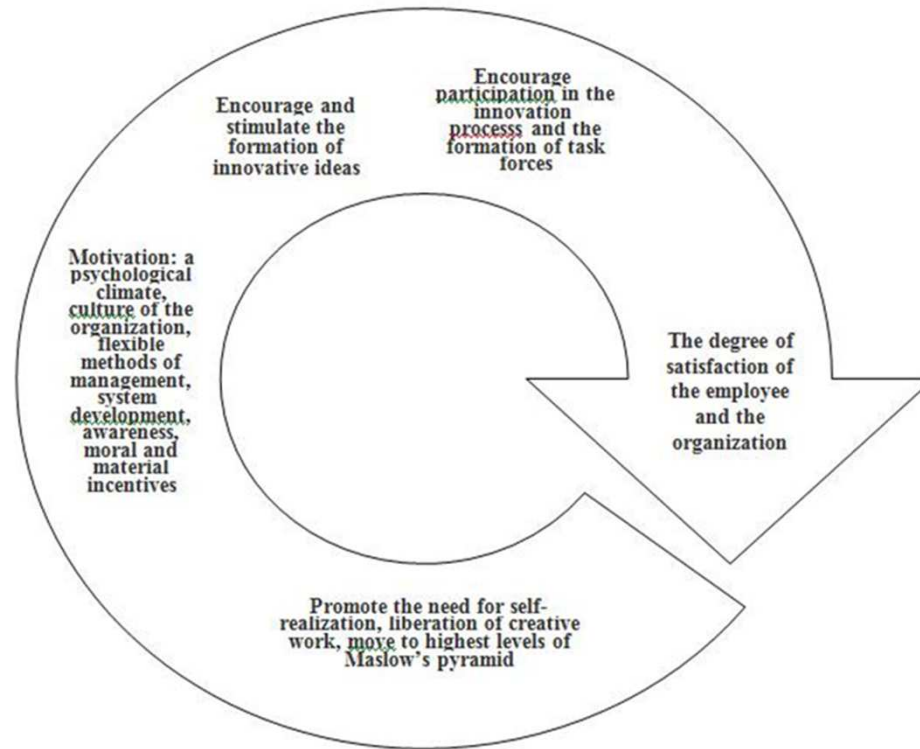 Encourage and
stimulate the
formation of
innovative ideas
Encourage
participation in the
innovation
processs and the
formation of task
forces
Motivation: a
psychological
climate,
culture of the
organization,
flexible
methods of
management,
system
development,
awareness,
moral and
material
incentives
The degree of
satisfaction of
the employee
and the
organization
Promote the need for self-
realization, liberation of creative
work, move to highest levels of
Maslow's pyramid